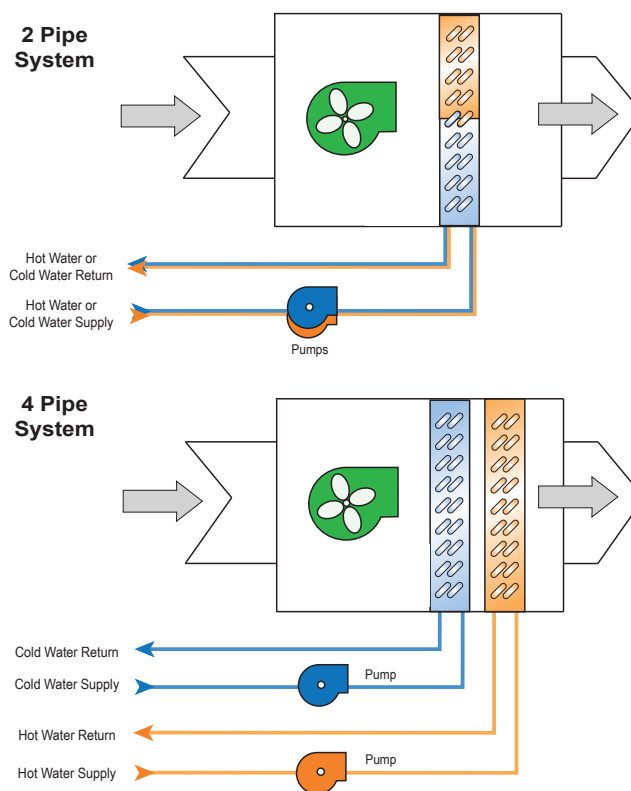 2 Pipe
System
Hot Water or
Cold Water Return
Hot Water or
Cold Water Supply
Pumps
4 Pipe
System
Cold Water Return
Cold Water Supply
Pump
Hot Water Return
Hot Water Supply
Pump